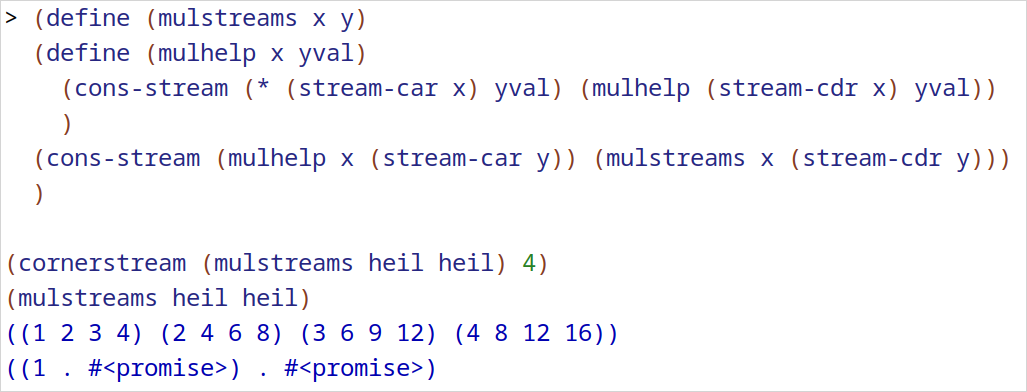 > (define (mulstreams x y)
(define (mulhelp x yval)
(cons-stream (* (stream-car x) yval) (mulhelp (stream-cdr x) yval))
)
(cons-stream (mulhelp x (stream-car y)) (mulstreams x (stream-cdr y)))
)
(cornerstream (mulstreams heil heil) 4)
(mulstreams heil heil)
((1 2 3 4) (2 4 6 8) (3 6 9 12) (4 8 12 16))
((1 . #<promise>) . #<promise>)